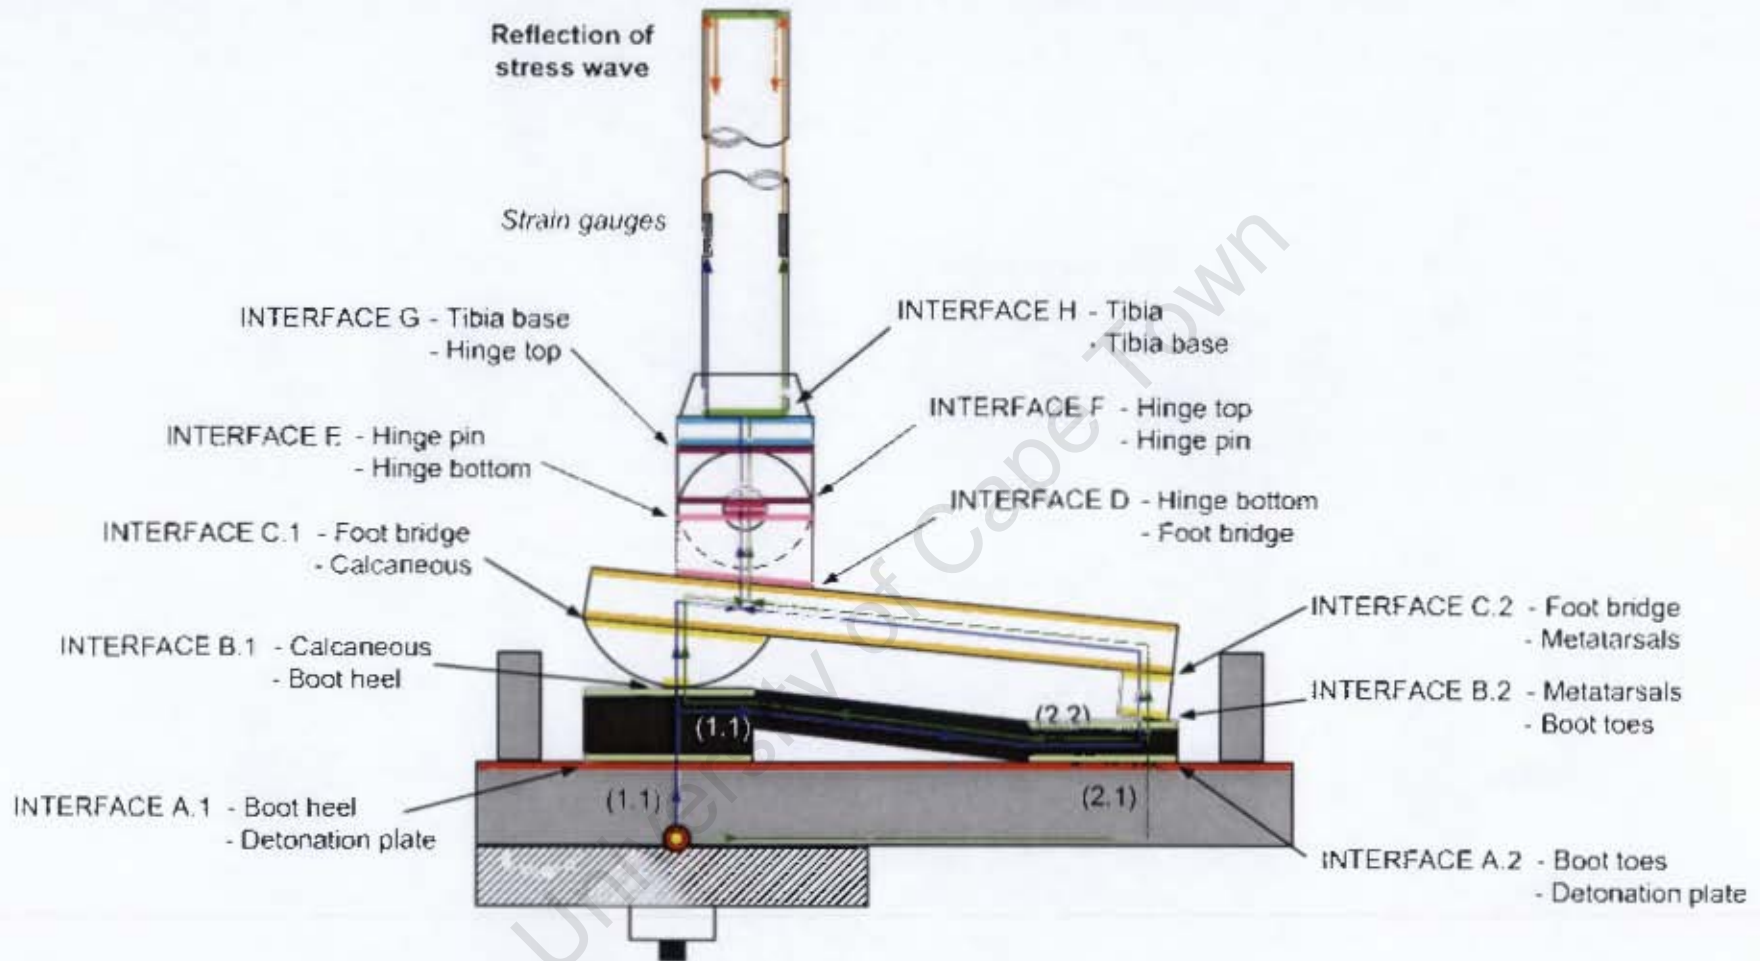 Reflection of
stress wave
Strain gauges
INTERFACE G - Tibia base
- Hinge top
INTERFACE H - Tibia
- Tibia base
INTERFACE E - Hinge pin
- Hinge bottom
INTERFACE F - Hinge top
- Hinge pin
INTERFACE D - Hinge bottom
- Foot bridge
INTERFACE C.1 - Foot bridge
- Calcaneous
INTERFACE C.2 - Foot bridge
- Metatarsals
INTERFACE B.1 - Calcaneous
- Boot heel
INTERFACE B.2 - Metatarsals
- Boot toes
(1.1)
(2.2)
INTERFACE A.1 - Boot heel
- Detonation plate
(1.1)
(2.1)
INTERFACE A.2 - Boot toes
- Detonation plate
University of Cape Town